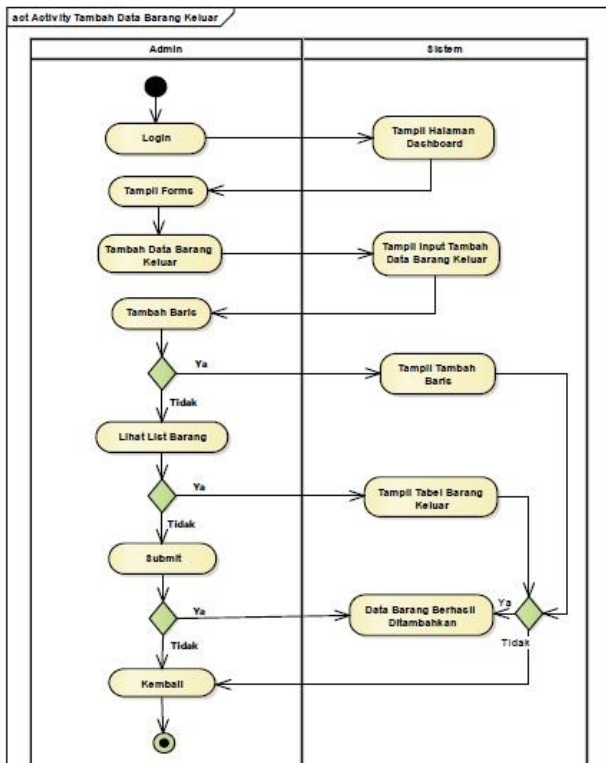 act Activity Tambah Data Barang Keluar
Admin
Sistem
Login
Tampil Halaman
Dashboard
Tampil Forms
Tambah Data Barang
Keluar
Tampil Input Tambah
Data Barang Keluar
Tambah Baris
Ya
Tampil Tambah
Baris
Tidak
Lihat List Barang
Ya
Tampil Tabel Barang
Keluar
Tidak
Submit
Ya
Data Barang Berhasil
Ditambahkan
Ya
Tidak
Tidak
Kembali